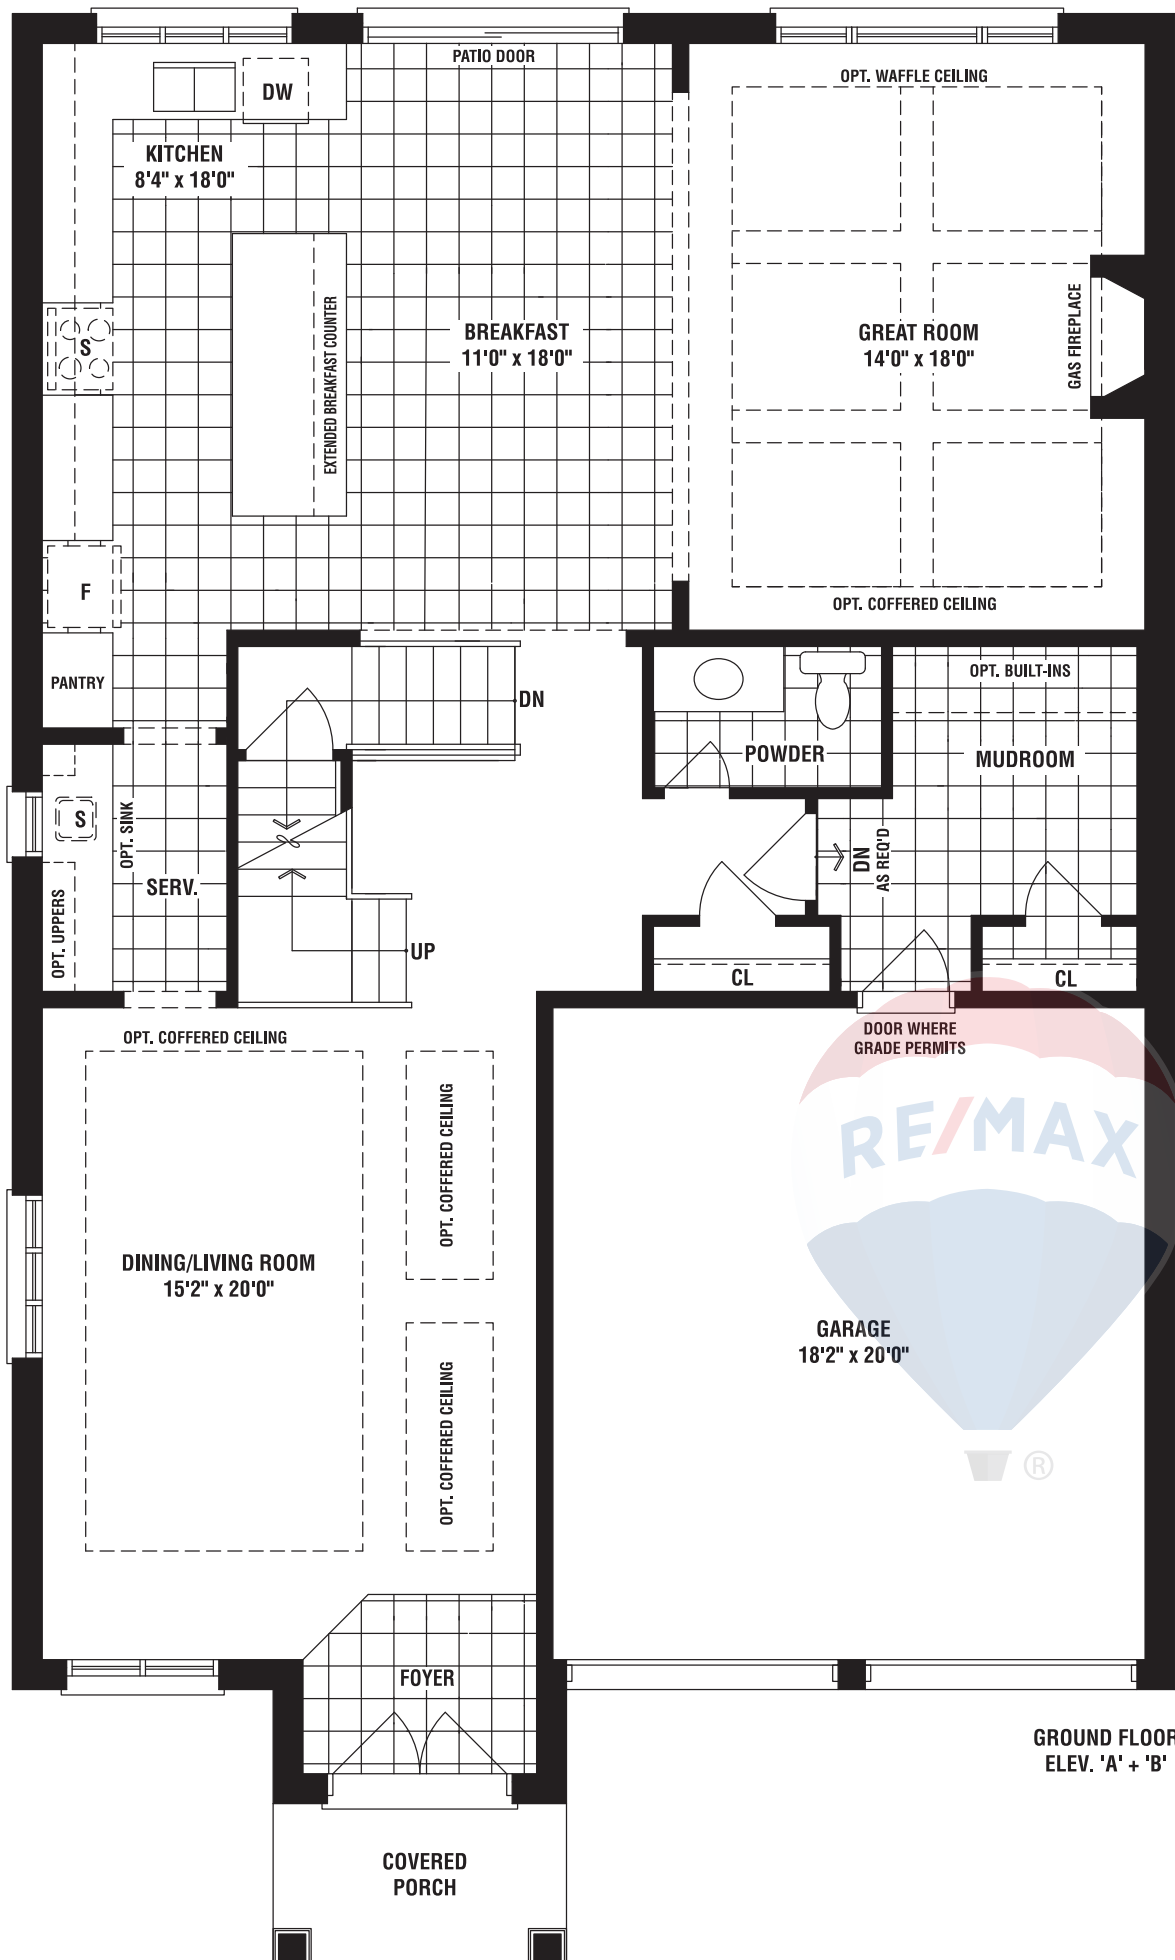 PATIO DOOR
OPT. WAFFLE CEILING
DW
KITCHEN
8'4" x 18'0"
EXTENDED BREAKFAST COUNTER
S
BREAKFAST
11'0" x 18'0"
GREAT ROOM
14'0" x 18'0"
GAS FIREPLACE
F
OPT. COFFERED CEILING
PANTRY
DN
OPT. BUILT-INS
POWDER
MUDROOM
S
OPT. SINK
SERV.
OPT. UPPERS
DN
AS REQ'D
UP
CL
CL
OPT. COFFERED CEILING
DOOR WHERE
GRADE PERMITS
OPT. COFFERED CEILING
RE/MAX
DINING/LIVING ROOM
15'2" x 20'0"
GARAGE
18'2" x 20'0"
OPT. COFFERED CEILING
®
FOYER
GROUND FLOOR
ELEV. 'A' + 'B'
COVERED
PORCH